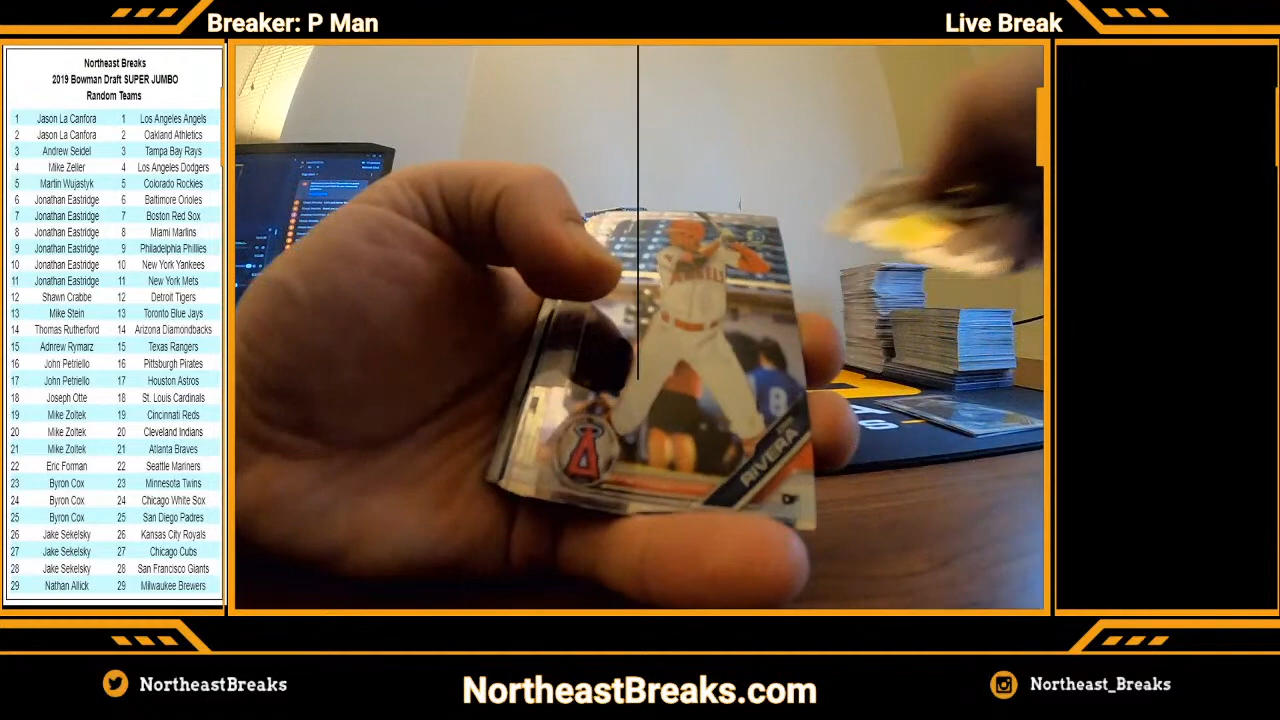 Breaker: P Man
Live Break
Northeast Breaks
2019 Bowman Draft SUPER JUMBO
Random Teams
1 Jason La Canfora 1 Los Angeles Angels
2 Jason La Canfora 2 Oakland Athletics
3 Andrew Seidel 3 Tampa Bay Rays
4 Mike Zeller 4 Los Angeles Dodgers
5 Martin Wujastyk 5 Colorado Rockies
6 Jonathan Eastridge 6 Baltimore Orioles
7 Jonathan Eastridge 7 Boston Red Sox
8 Jonathan Eastridge 8 Miami Marlins
9 Jonathan Eastridge 9 Philadelphia Phillies
10 Jonathan Eastridge 10 New York Yankees
11 Jonathan Eastridge 11 New York Mets
12 Shawn Crabbe 12 Detroit Tigers
13 Mike Stein 13 Toronto Blue Jays
14 Thomas Rutherford 14 Arizona Diamondbacks
15 Adnrew Rymarz 15 Texas Rangers
16 John Petriello 16 Pittsburgh Pirates
17 John Petriello 17 Houston Astros
18 Joseph Otte 18 St. Louis Cardinals
19 Mike Zoltek 19 Cincinnati Reds
20 Mike Zoltek 20 Cleveland Indians
21 Mike Zoltek 21 Atlanta Braves
22 Eric Forman 22 Seattle Mariners
23 Byron Cox 23 Minnesota Twins
24 Byron Cox 24 Chicago White Sox
25 Byron Cox 25 San Diego Padres
26 Jake Sekelsky 26 Kansas City Royals
27 Jake Sekelsky 27 Chicago Cubs
28 Jake Sekelsky 28 San Francisco Giants
29 Nathan Allick 29 Milwaukee Brewers
8
RIVERA
NortheastBreaks
NortheastBreaks.com
Northeast_Breaks